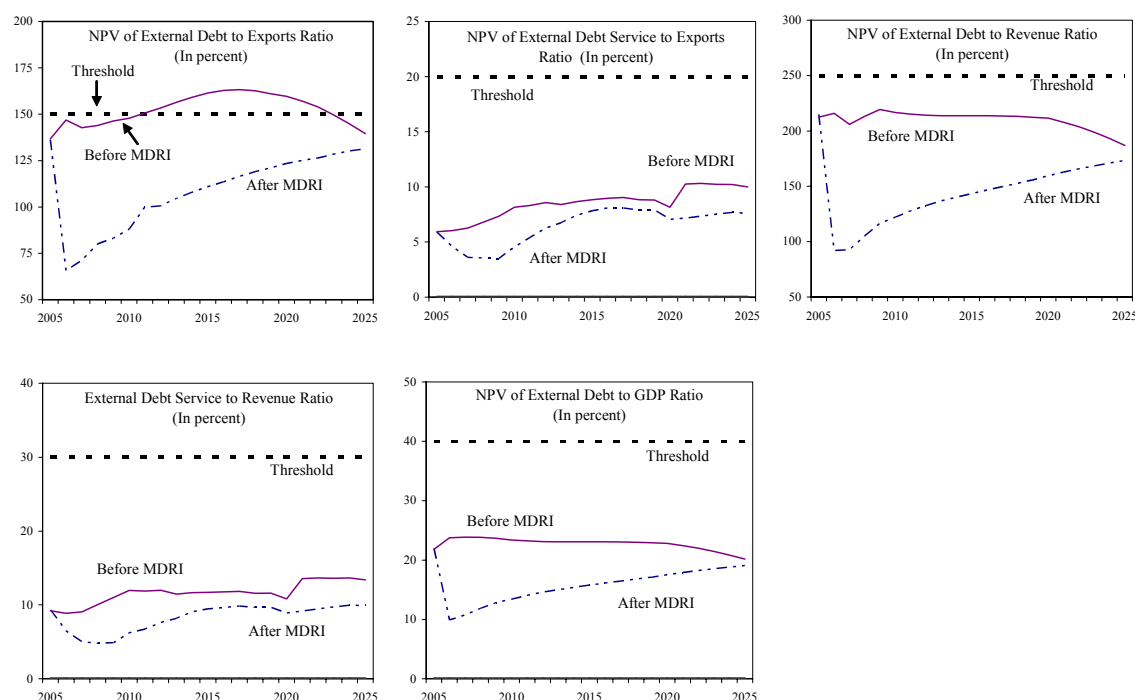 NPV of External Debt to Exports Ratio
(In percent)
Threshold
Before MDRI
After MDRI
200
175
150
125
100
75
50
2005 2010 2015 2020 2025
NPV of External Debt Service to Exports
Ratio (In percent)
Threshold
Before MDRI
After MDRI
25
20
15
10
5
0
2005 2010 2015 2020 2025
NPV of External Debt to Revenue Ratio
(In percent)
Threshold
Before MDRI
After MDRI
300
250
200
150
100
50
2005 2010 2015 2020 2025
External Debt Service to Revenue Ratio
(In percent)
Threshold
Before MDRI
After MDRI
40
30
20
10
0
2005 2010 2015 2020 2025
NPV of External Debt to GDP Ratio
(In percent)
Threshold
Before MDRI
After MDRI
50
40
30
20
10
0
2005 2010 2015 2020 2025